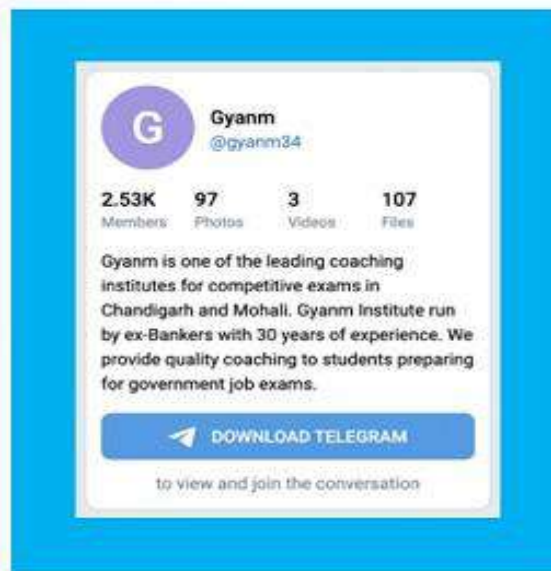 G
Gyanm
@gyanm34
2.53K 97 3 107
Members Photos Videos Files
Gyanm is one of the leading coaching
institutes for competitive exams in
Chandigarh and Mohali. Gyanm Institute run
by ex-Bankers with 30 years of experience. We
provide quality coaching to students preparing
for government job exams.
DOWNLOAD TELEGRAM
to view and join the conversation